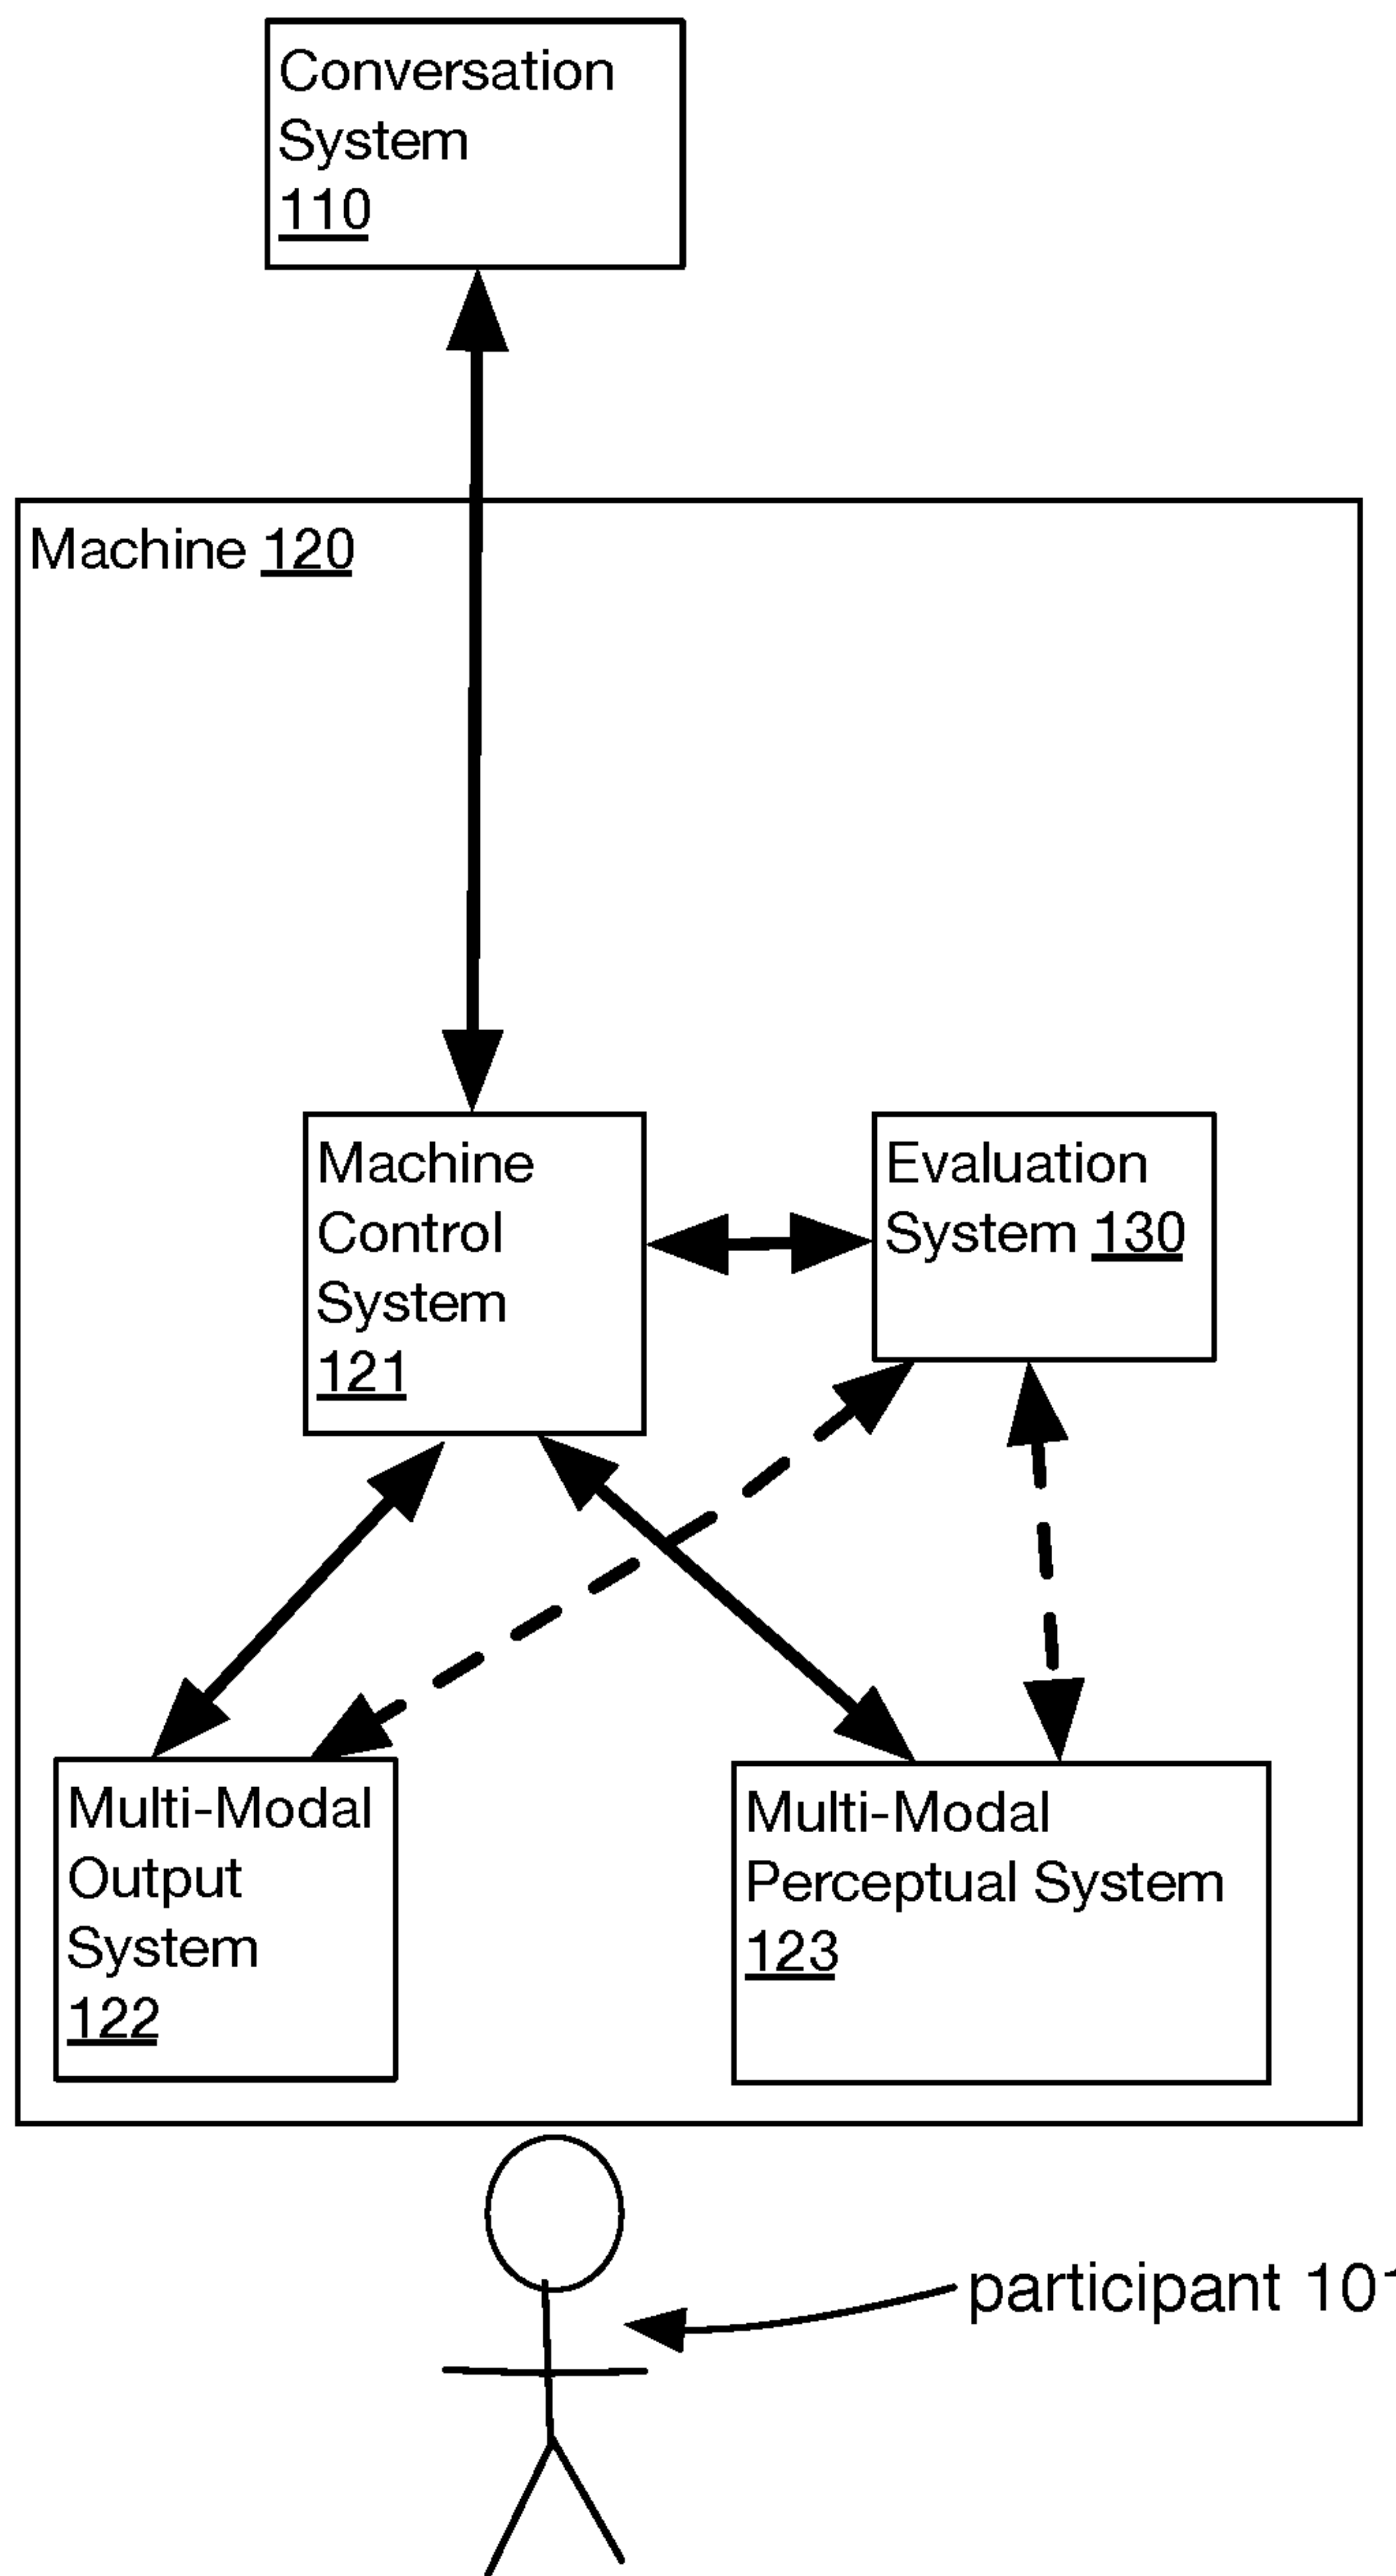 Conversation
System
110
Machine 120
Machine
Control
System
121
Evaluation
System 130
Multi-Modal
Output
System
122
Multi-Modal
Perceptual System
123
participant 101